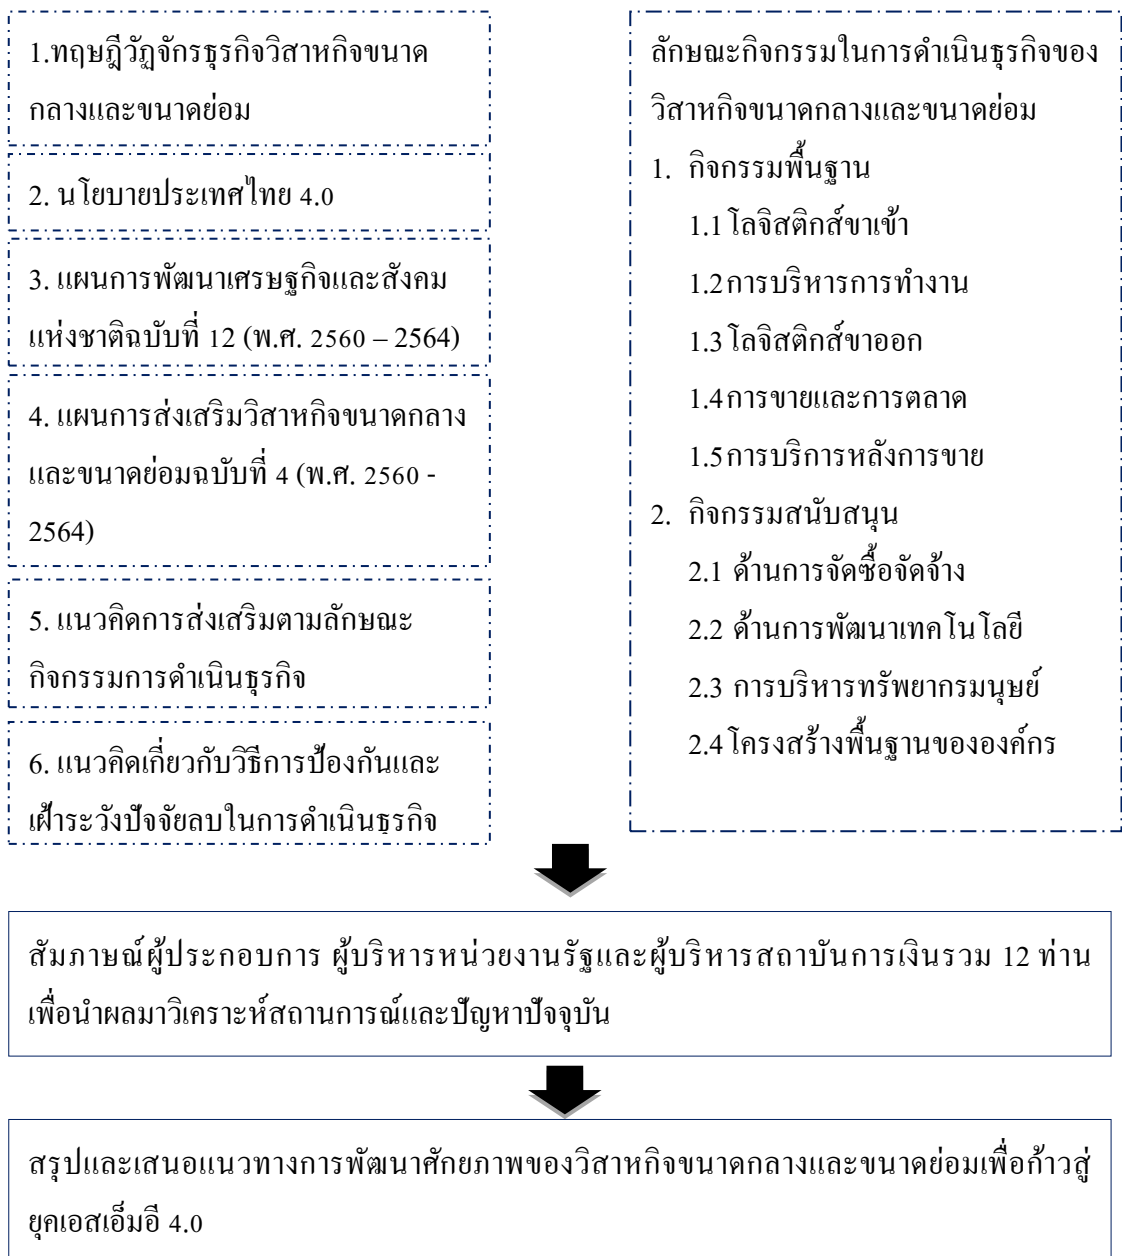 1.ทฤษฎีวัฏจักรธุรกิจวิสาหกิจขนาด
กลางและขนาดย่อม
2. นโยบายประเทศไทย 4.0
3. แผนการพัฒนาเศรษฐกิจและสังคม
แห่งชาติฉบับที่ 12 (พ.ศ. 2560 – 2564)
4. แผนการส่งเสริมวิสาหกิจขนาดกลาง
และขนาดย่อมฉบับที่ 4 (พ.ศ. 2560 -
2564)
5. แนวคิดการส่งเสริมตามลักษณะ
กิจกรรมการดำเนินธุรกิจ
6. แนวคิดเกี่ยวกับวิธีการป้องกันและ
เฝ้าระวังปัจจัยลบในการดำเนินธุรกิจ
ลักษณะกิจกรรมในการดำเนินธุรกิจของ
วิสาหกิจขนาดกลางและขนาดย่อม
1. กิจกรรมพื้นฐาน
1.1 โลจิสติกส์ขาเข้า
1.2 การบริหารการทำงาน
1.3 โลจิสติกส์ขาออก
1.4 การขายและการตลาด
1.5 การบริการหลังการขาย
2. กิจกรรมสนับสนุน
2.1 ด้านการจัดซื้อจัดจ้าง
2.2 ด้านการพัฒนาเทคโนโลยี
2.3 การบริหารทรัพยากรมนุษย์
2.4 โครงสร้างพื้นฐานขององค์กร
สัมภาษณ์ผู้ประกอบการ ผู้บริหารหน่วยงานรัฐและผู้บริหารสถาบันการเงินรวม 12 ท่าน
เพื่อนำผลมาวิเคราะห์สถานการณ์และปัญหาปัจจุบัน
สรุปและเสนอแนวทางการพัฒนาศักยภาพของวิสาหกิจขนาดกลางและขนาดย่อมเพื่อก้าวสู่
ยุคเอสเอ็มอี 4.0